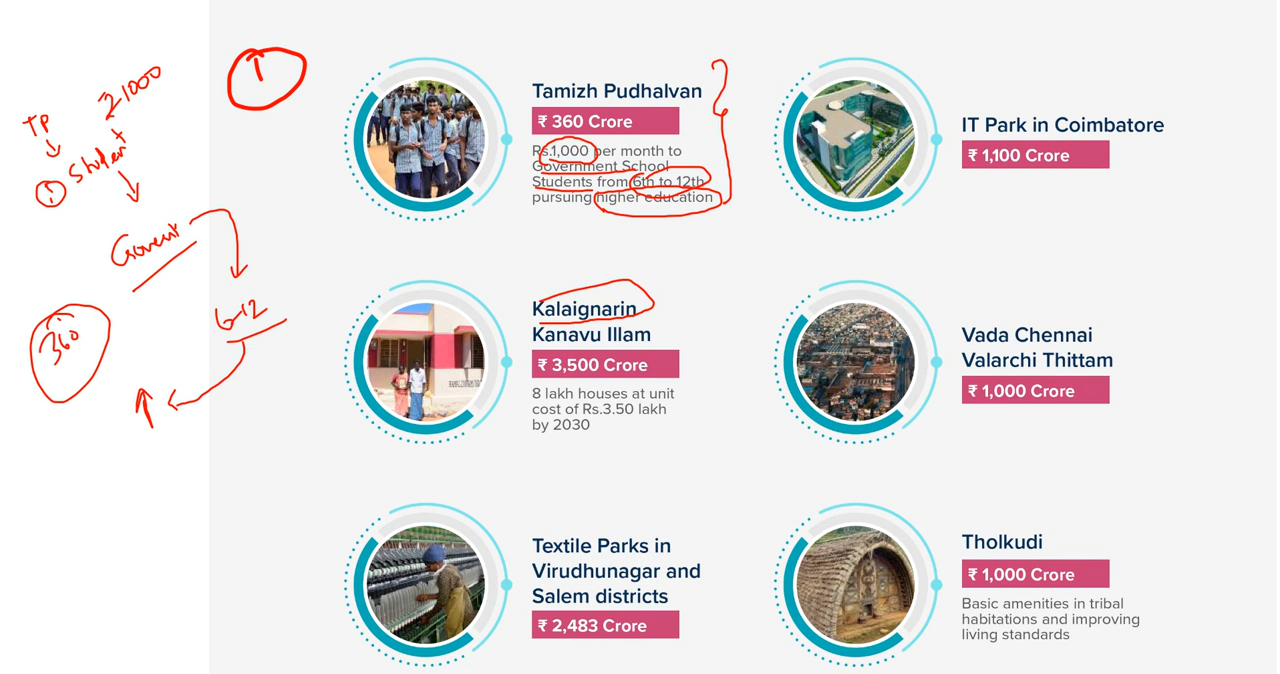 TP
₹1000
Student
Goverent
6-12
360
Tamizh Pudhalvan
₹ 360 Crore
Rs.1,000 per month to
Government School
Students from 6th to 12th
pursuing higher education
IT Park in Coimbatore
₹ 1,100 Crore
Kalaignarin
Kanavu Illam
₹ 3,500 Crore
8 lakh houses at unit
cost of Rs.3.50 lakh
by 2030
Vada Chennai
Valarchi Thittam
₹ 1,000 Crore
Textile Parks in
Virudhunagar and
Salem districts
₹ 2,483 Crore
Tholkudi
₹ 1,000 Crore
Basic amenities in tribal
habitations and improving
living standards